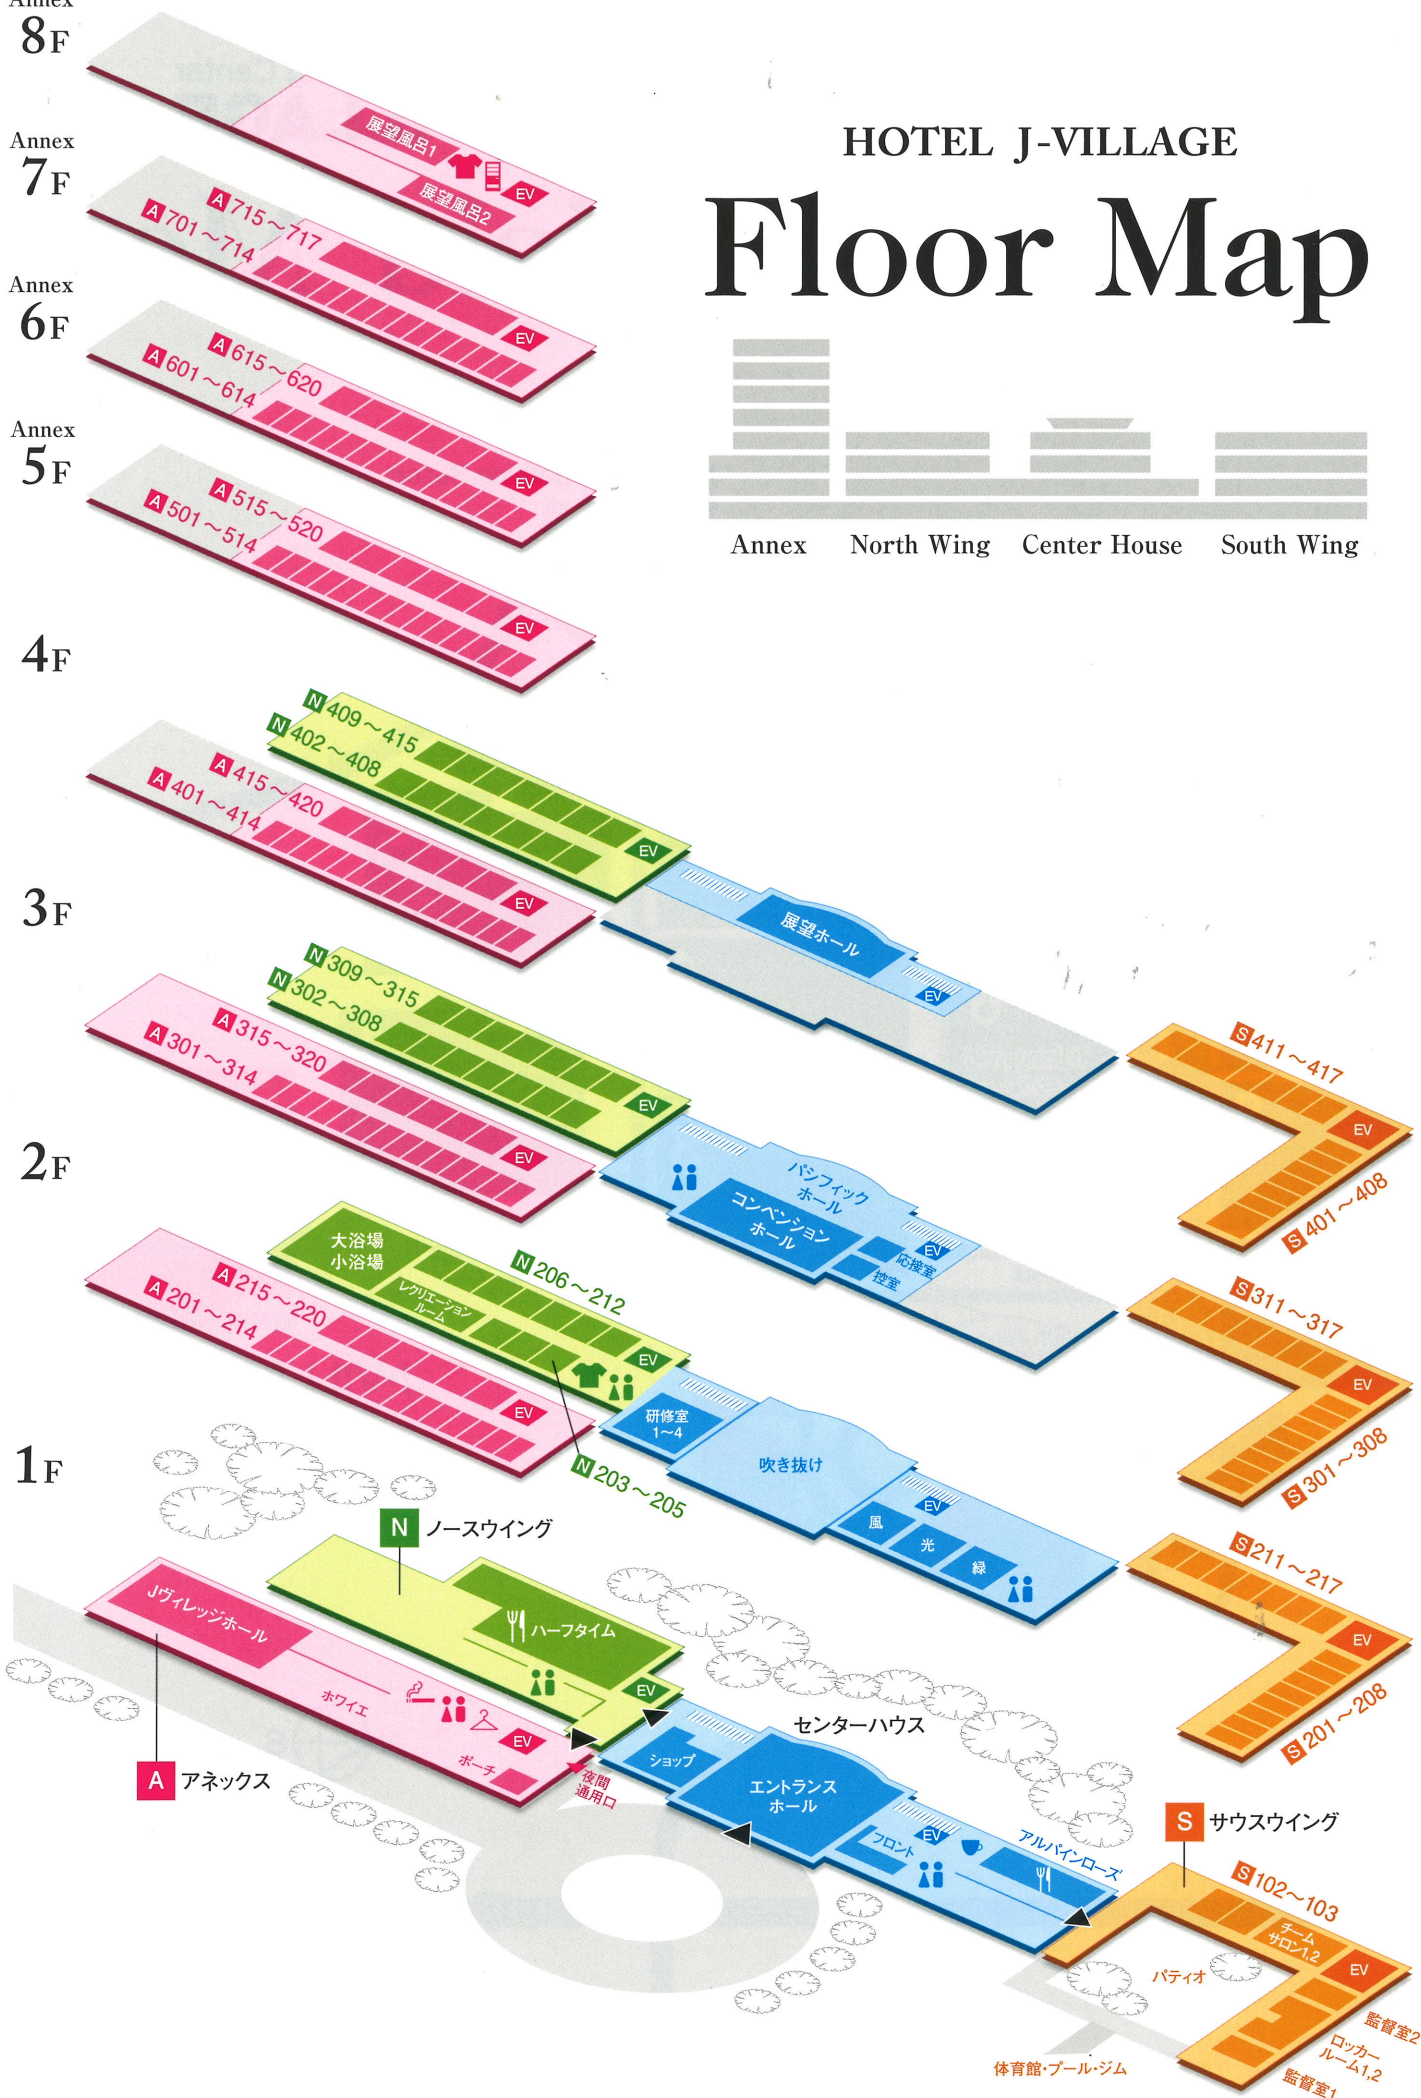 Annex
8F
展望風呂1
EV
展望風呂2
HOTEL J-VILLAGE
Floor Map
Annex
North Wing
Center House
South Wing
Annex
7F
A 715〜717
A 701〜714
EV
Annex
6F
A 615〜620
A 601〜614
EV
Annex
5F
A 515〜520
A 501〜514
EV
4F
N 409〜415
N 402〜408
EV
A 415〜420
A 401〜414
EV
展望ホール
EV
S 411〜417
EV
S 401〜408
3F
N 309〜315
N 302〜308
EV
A 315〜320
A 301〜314
EV
パシフィック
ホール
コンベンション
ホール
EV
応接室
控室
S 311〜317
EV
S 301〜308
2F
大浴場
小浴場
N 206〜212
レクリエーション
ルーム
EV
N 203〜205
A 215〜220
A 201〜214
EV
研修室
1〜4
吹き抜け
EV
風
光
緑
S 211〜217
EV
S 201〜208
1F
N ノースウイング
ハーフタイム
EV
Jヴィレッジホール
ホワイエ
EV
ポーチ
夜間
通用口
A アネックス
センターハウス
ショップ
エントランス
ホール
フロント
EV
アルパインローズ
S サウスウイング
S 102〜103
チーム
サロン1,2
EV
パティオ
監督室2
ロッカー
ルーム1,2
監督室1
体育館・プール・ジム